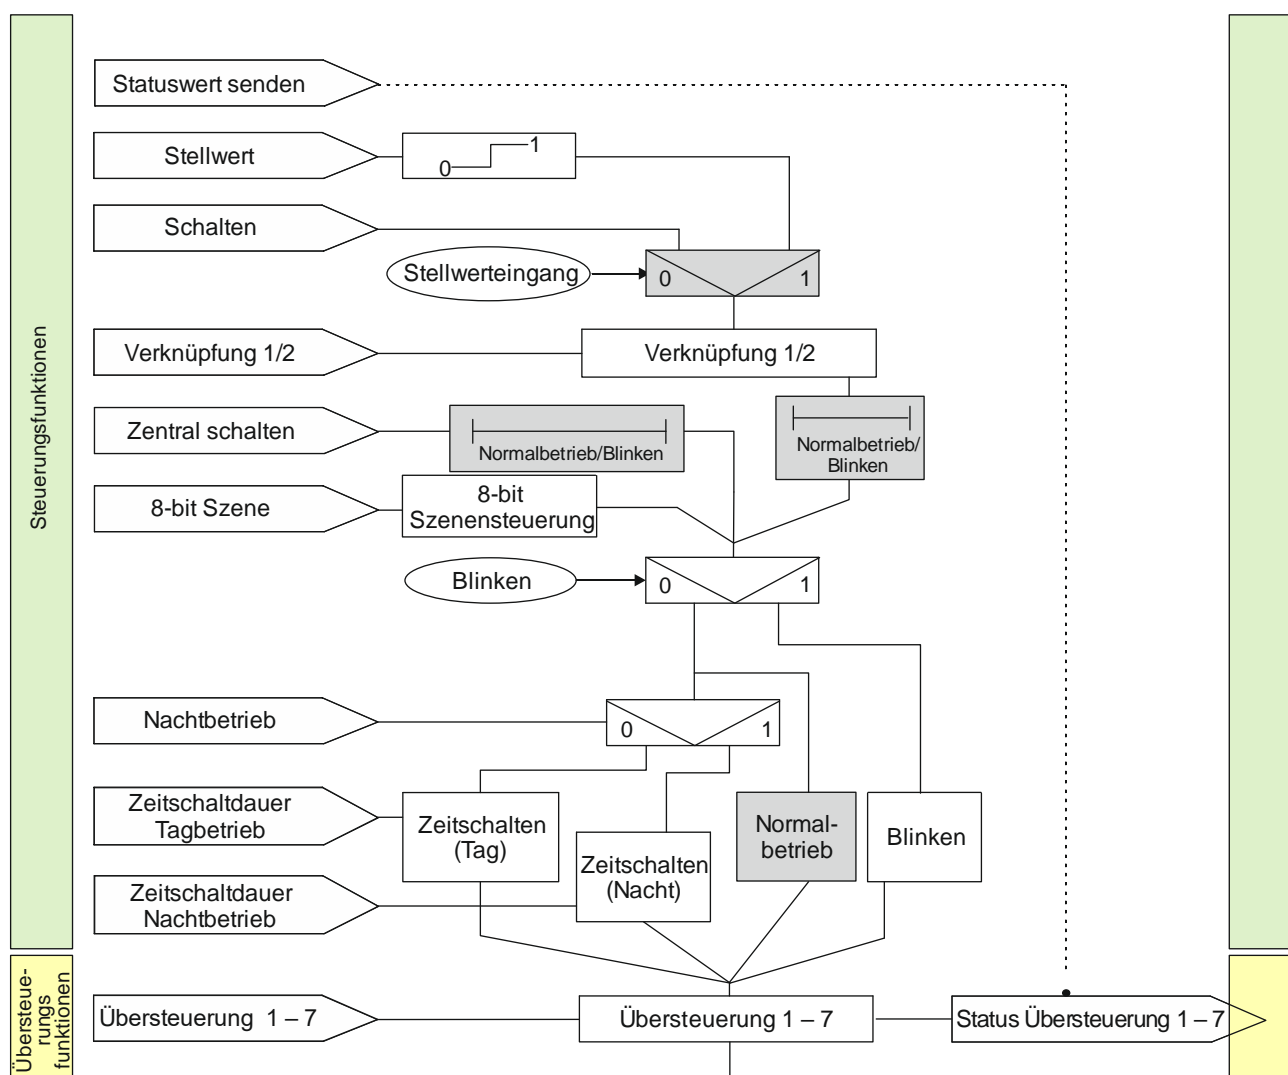 Steuerungsfunktionen
Statuswert senden
Stellwert
0
1
Schalten
Stellwerteingang
0
1
Verknüpfung 1/2
Verknüpfung 1/2
Zentral schalten
Normalbetrieb/Blinken
Normalbetrieb/
Blinken
8-bit Szene
8-bit
Szenensteuerung
Blinken
0
1
Nachtbetrieb
0
1
Zeitschaltdauer
Tagbetrieb
Zeitschalten
(Tag)
Zeitschalten
(Nacht)
Normal-
betrieb
Blinken
Zeitschaltdauer
Nachtbetrieb
Übersteue-
rungs
funktionen
Übersteuerung 1 – 7
Übersteuerung 1 – 7
Status Übersteuerung 1 – 7